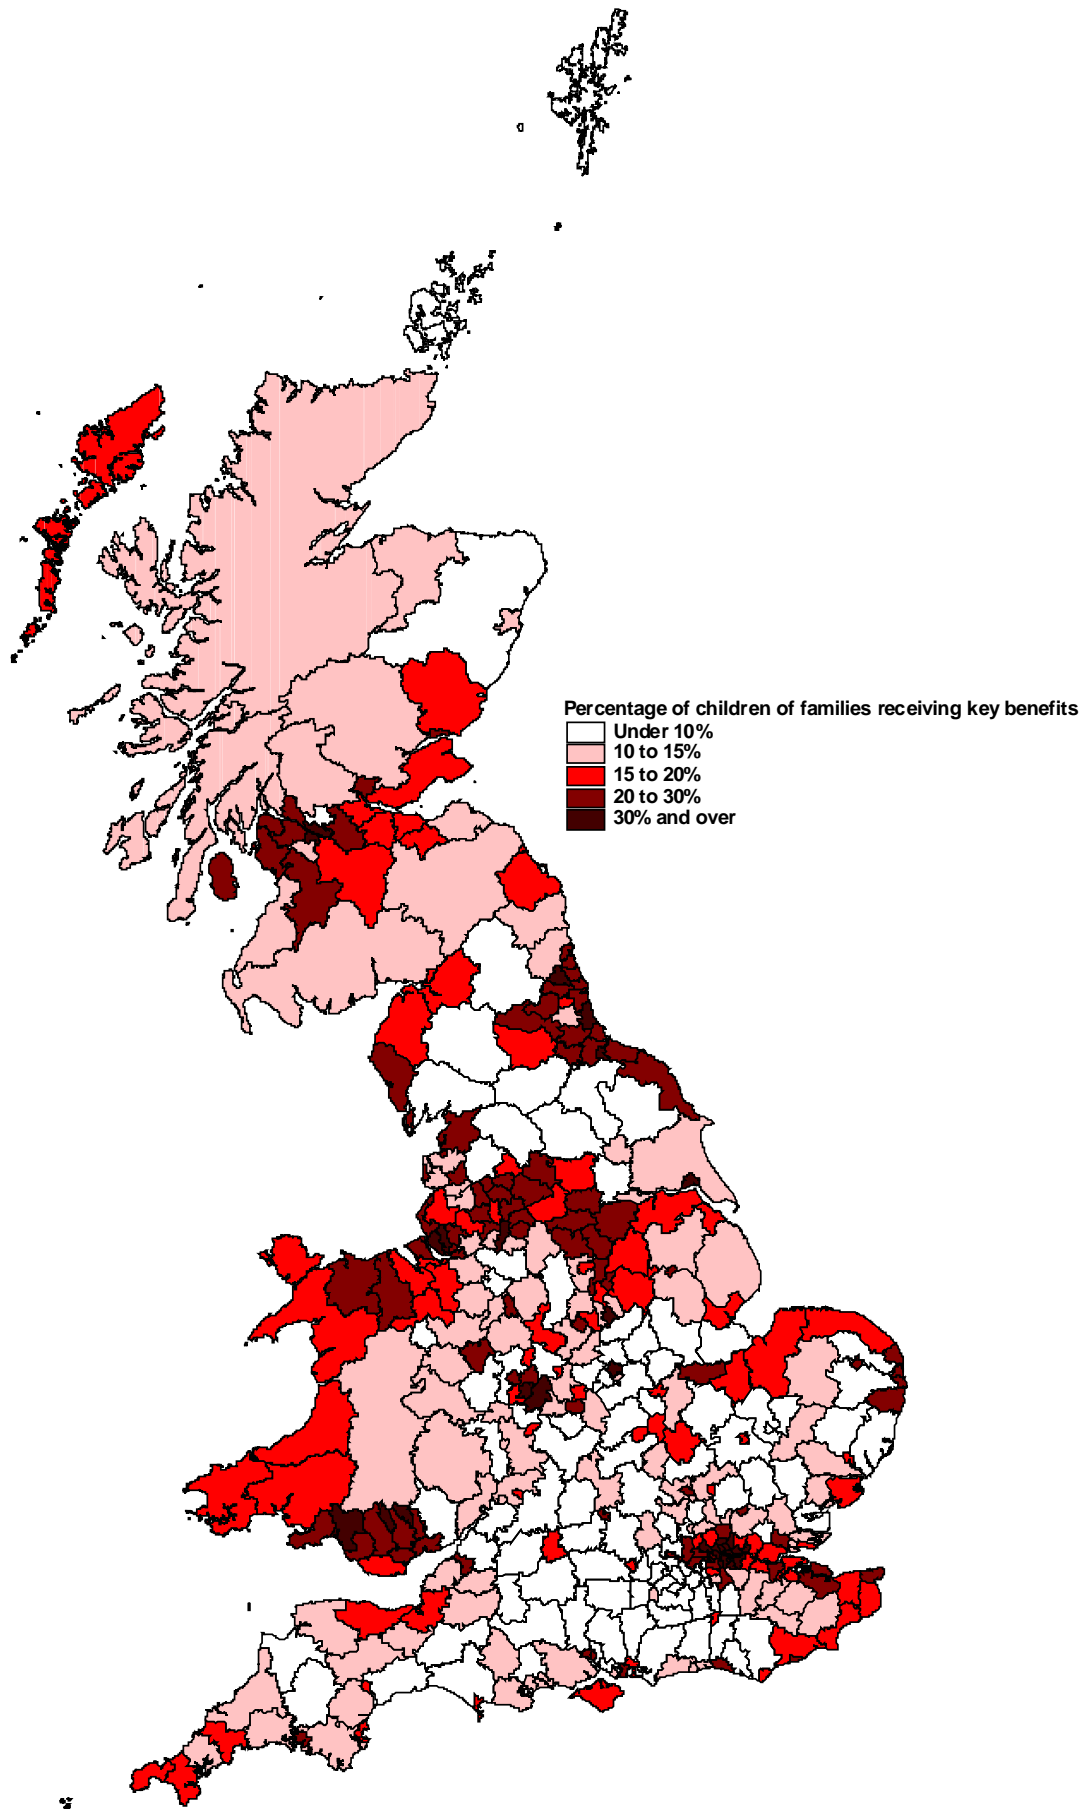 Percentage of children of families receiving key benefits
Under 10%
10 to 15%
15 to 20%
20 to 30%
30% and over